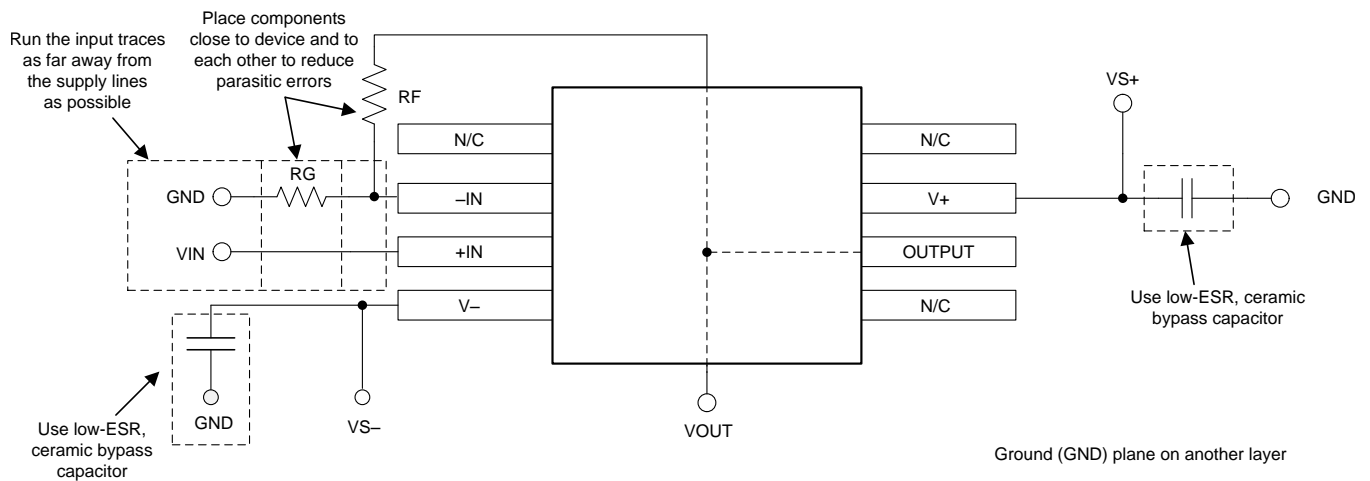 Place components
close to device and to
each other to reduce
parasitic errors
Run the input traces
as far away from
the supply lines
as possible
VS+
RF
N/C
N/C
RG
GND
–IN
V+
GND
VIN
+IN
OUTPUT
V–
N/C
Use low-ESR, ceramic
bypass capacitor
GND
VS–
VOUT
Use low-ESR,
ceramic bypass
capacitor
Ground (GND) plane on another layer